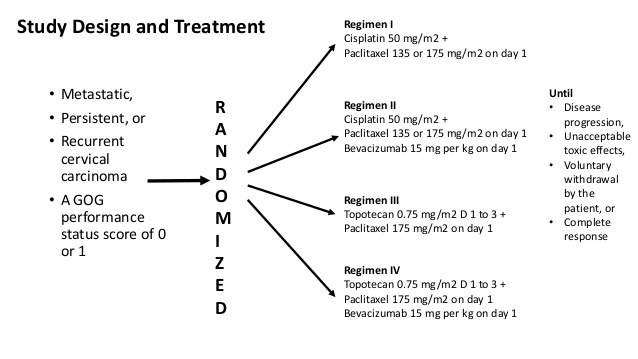 Study Design and Treatment
• Metastatic,
• Persistent, or
• Recurrent
cervical
carcinoma
• A GOG
performance
status score of 0
or 1
R
A
N
D
O
M
I
Z
E
D
Regimen I
Cisplatin 50 mg/m2 +
Paclitaxel 135 or 175 mg/m2 on day 1
Regimen II
Cisplatin 50 mg/m2 +
Paclitaxel 135 or 175 mg/m2 on day 1
Bevacizumab 15 mg per kg on day 1
Regimen III
Topotecan 0.75 mg/m2 D 1 to 3 +
Paclitaxel 175 mg/m2 on day 1
Regimen IV
Topotecan 0.75 mg/m2 D 1 to 3 +
Paclitaxel 175 mg/m2 on day 1
Bevacizumab 15 mg per kg on day 1
Until
• Disease
progression,
• Unacceptable
toxic effects,
• Voluntary
withdrawal
by the
patient, or
• Complete
response